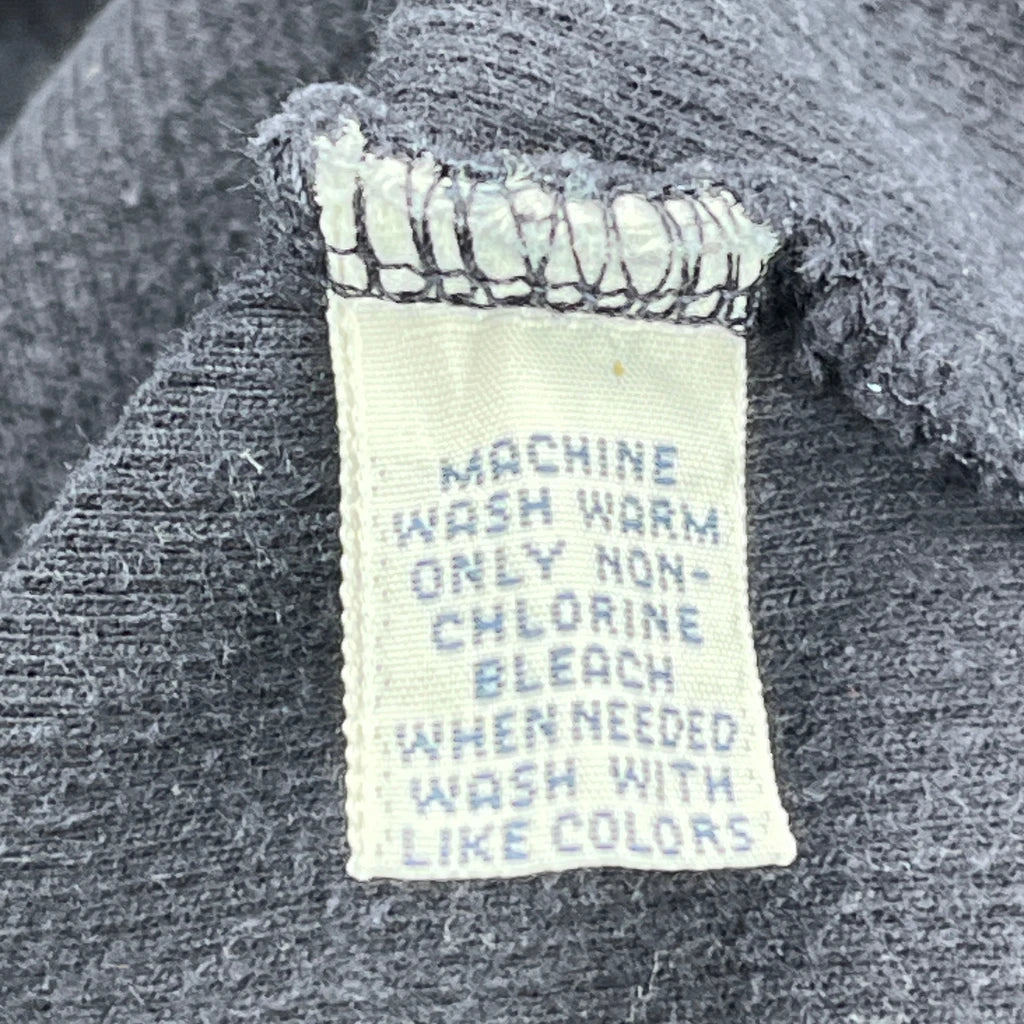 MACHINE
WASH WARM
ONLY NON-
CHLORINE
BLEACH
WHEN NEEDED
WASH WITH
LIKE COLORS